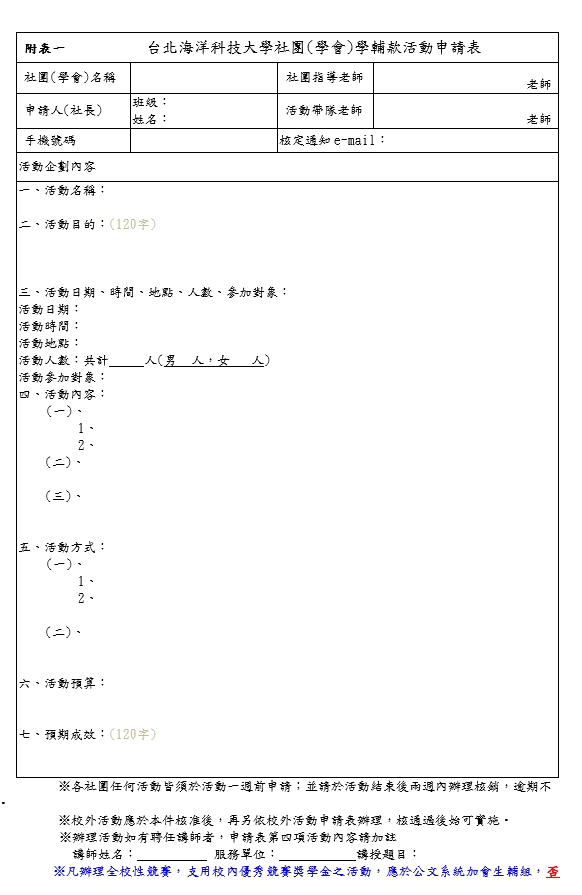 附表一 台北海洋科技大學社團(學會)學輔款活動申請表
社團(學會)名稱 社團指導老師 老師
申請人(社長) 班級： 姓名： 活動帶隊老師 老師
手機號碼 核定通知e-mail：
活動企劃內容
一、活動名稱：
二、活動目的：(120字)
三、活動日期、時間、地點、人數、參加對象：
活動日期：
活動時間：
活動地點：
活動人數：共計_____人(男 人，女 人)
活動參加對象：
四、活動內容：
(一)、
1、
2、
(二)、
(三)、
五、活動方式：
(一)、
1、
2、
(二)、
六、活動預算：
七、預期成效：(120字)
※各社團任何活動皆須於活動一週前申請；並請於活動結束後兩週內辦理核銷，逾期不
。
※校外活動應於本件核准後，再另依校外活動申請表辦理，核通過後始可實施。
※辦理活動如有聘任講師者，申請表第四項活動內容請加註
講師姓名：__________ 服務單位：___________講授題目：
※凡辦理全校性競賽，支用校內優秀競賽獎學金之活動，應於公文系統加會生輔組，否